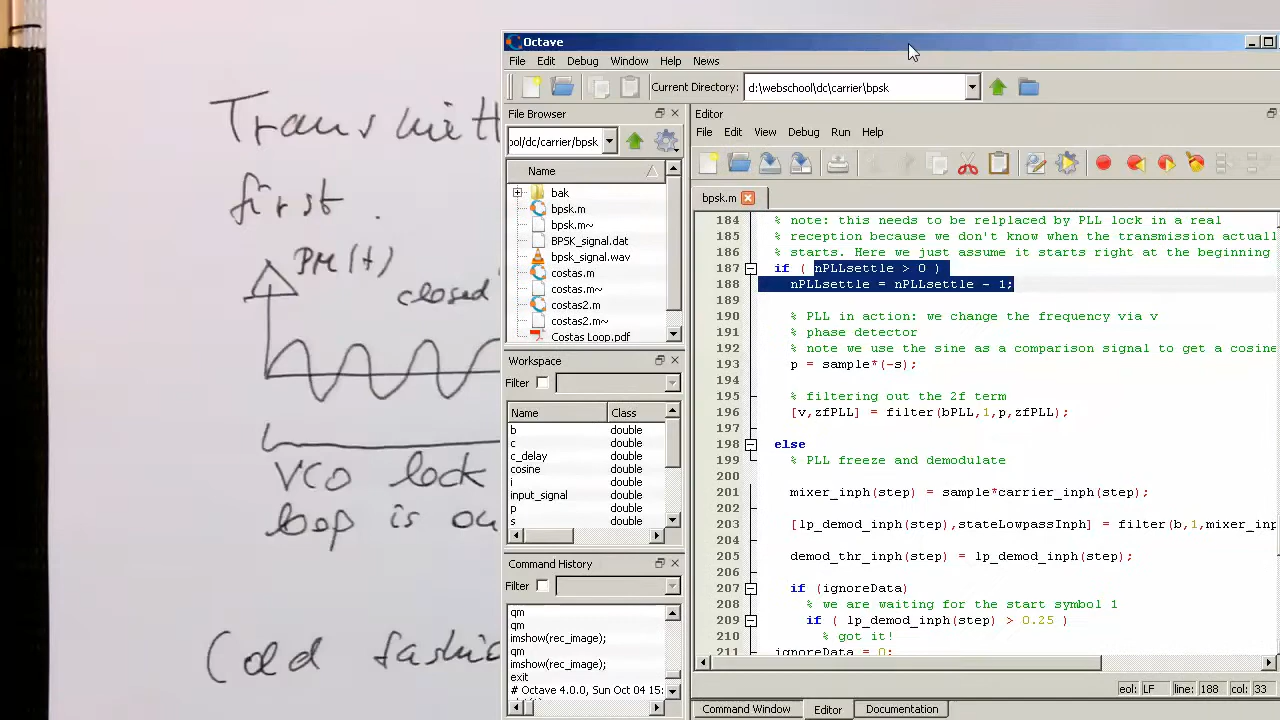 Transmitt
first.
PM(t)
closed
VCO lock
loop is ou
(old fashio
Octave
File Edit Debug Window Help News
Current Directory: d:\webschool\dc\carrier\bpsk
File Browser
ol/dc/carrier/bpsk
Name
bak
bpsk.m
bpsk.m~
BPSK_signal.dat
bpsk_signal.wav
costas.m
costas.m~
costas2.m
costas2.m~
Costas Loop.pdf
Workspace
Filter
Name Class
b double
c double
c_delay double
cosine double
i double
input_signal double
p double
s double
Command History
Filter
qm
qm
imshow(rec_image);
qm
imshow(rec_image);
exit
# Octave 4.0.0, Sun Oct 04 15:
Editor
File Edit View Debug Run Help
bpsk.m
184 % note: this needs to be relplaced by PLL lock in a real
185 % reception because we don't know when the transmission actuall
186 % starts. Here we just assume it starts right at the beginning
187 if ( nPLLsettle > 0 )
188 nPLLsettle = nPLLsettle - 1;
189
190 % PLL in action: we change the frequency via v
191 % phase detector
192 % note we use the sine as a comparison signal to get a cosine
193 p = sample*(-s);
194
195 % filtering out the 2f term
196 [v,zfPLL] = filter(bPLL,1,p,zfPLL);
197
198 else
199 % PLL freeze and demodulate
200
201 mixer_inph(step) = sample*carrier_inph(step);
202
203 [lp_demod_inph(step),stateLowpassInph] = filter(b,1,mixer_inp
204
205 demod_thr_inph(step) = lp_demod_inph(step);
206
207 if (ignoreData)
208 % we are waiting for the start symbol 1
209 if ( lp_demod_inph(step) > 0.25 )
210 % got it!
211 ignoreData = 0;
eol: LF line: 188 col: 33
Command Window Editor Documentation